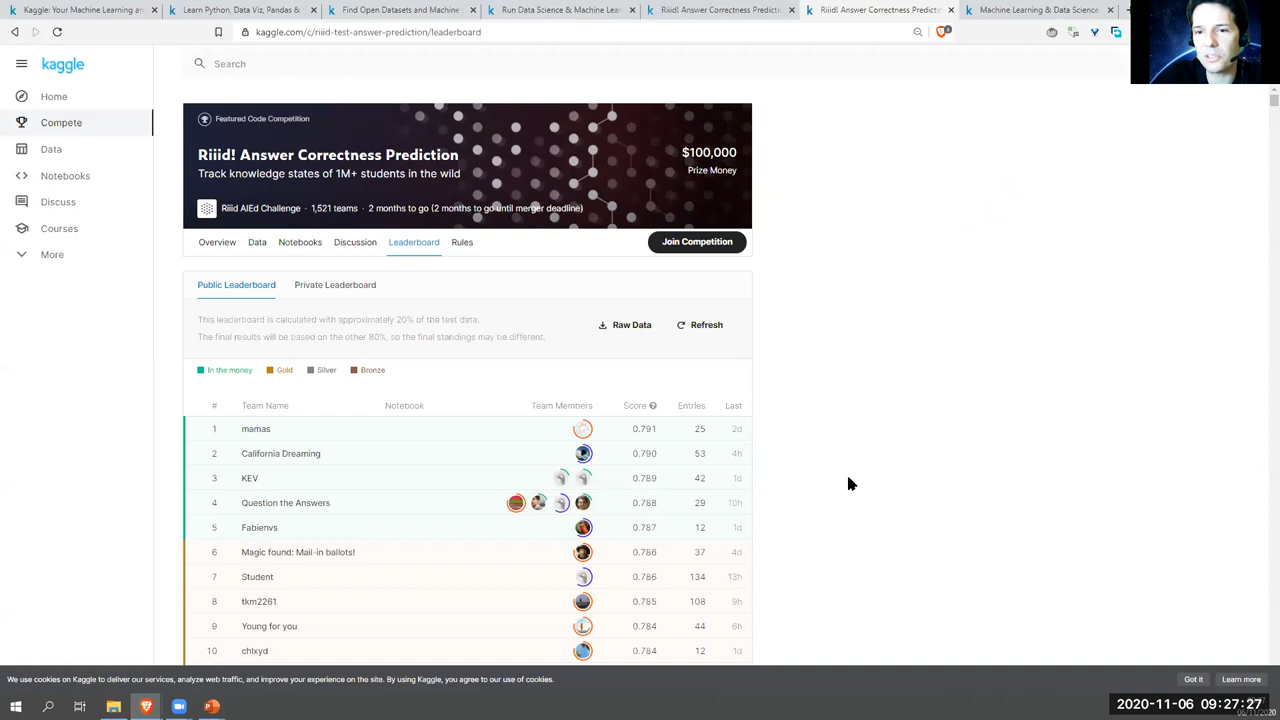 Kaggle: Your Machine Learning an
Learn Python, Data Viz, Pandas &
Find Open Datasets and Machine
Run Data Science & Machine Lear
Riiid! Answer Correctness Predicti
Riiid! Answer Correctness Predictic
Machine Learning & Data Science
kaggle.com/c/riiid-test-answer-prediction/leaderboard
kaggle
Search
Home
Compete
Data
Notebooks
Discuss
Courses
More
Featured Code Competition
Riiid! Answer Correctness Prediction
Track knowledge states of 1M+ students in the wild
$100,000
Prize Money
Riiid AIEd Challenge · 1,521 teams · 2 months to go (2 months to go until merger deadline)
Overview Data Notebooks Discussion Leaderboard Rules Join Competition
Public Leaderboard Private Leaderboard
This leaderboard is calculated with approximately 20% of the test data.
The final results will be based on the other 80%, so the final standings may be different.
Raw Data Refresh
In the money Gold Silver Bronze
# Team Name Notebook Team Members Score Entries Last
1 mamas 0.791 25 2d
2 California Dreaming 0.790 53 4h
3 KEV 0.789 42 1d
4 Question the Answers 0.788 29 10h
5 Fabienvs 0.787 12 1d
6 Magic found: Mail-in ballots! 0.786 37 4d
7 Student 0.786 134 13h
8 tkm2261 0.785 108 9h
9 Young for you 0.784 44 6h
10 chlxyd 0.784 12 1d
We use cookies on Kaggle to deliver our services, analyze web traffic, and improve your experience on the site. By using Kaggle, you agree to our use of cookies.
Got it Learn more
2020-11-06 09:27:27
06/11/2020